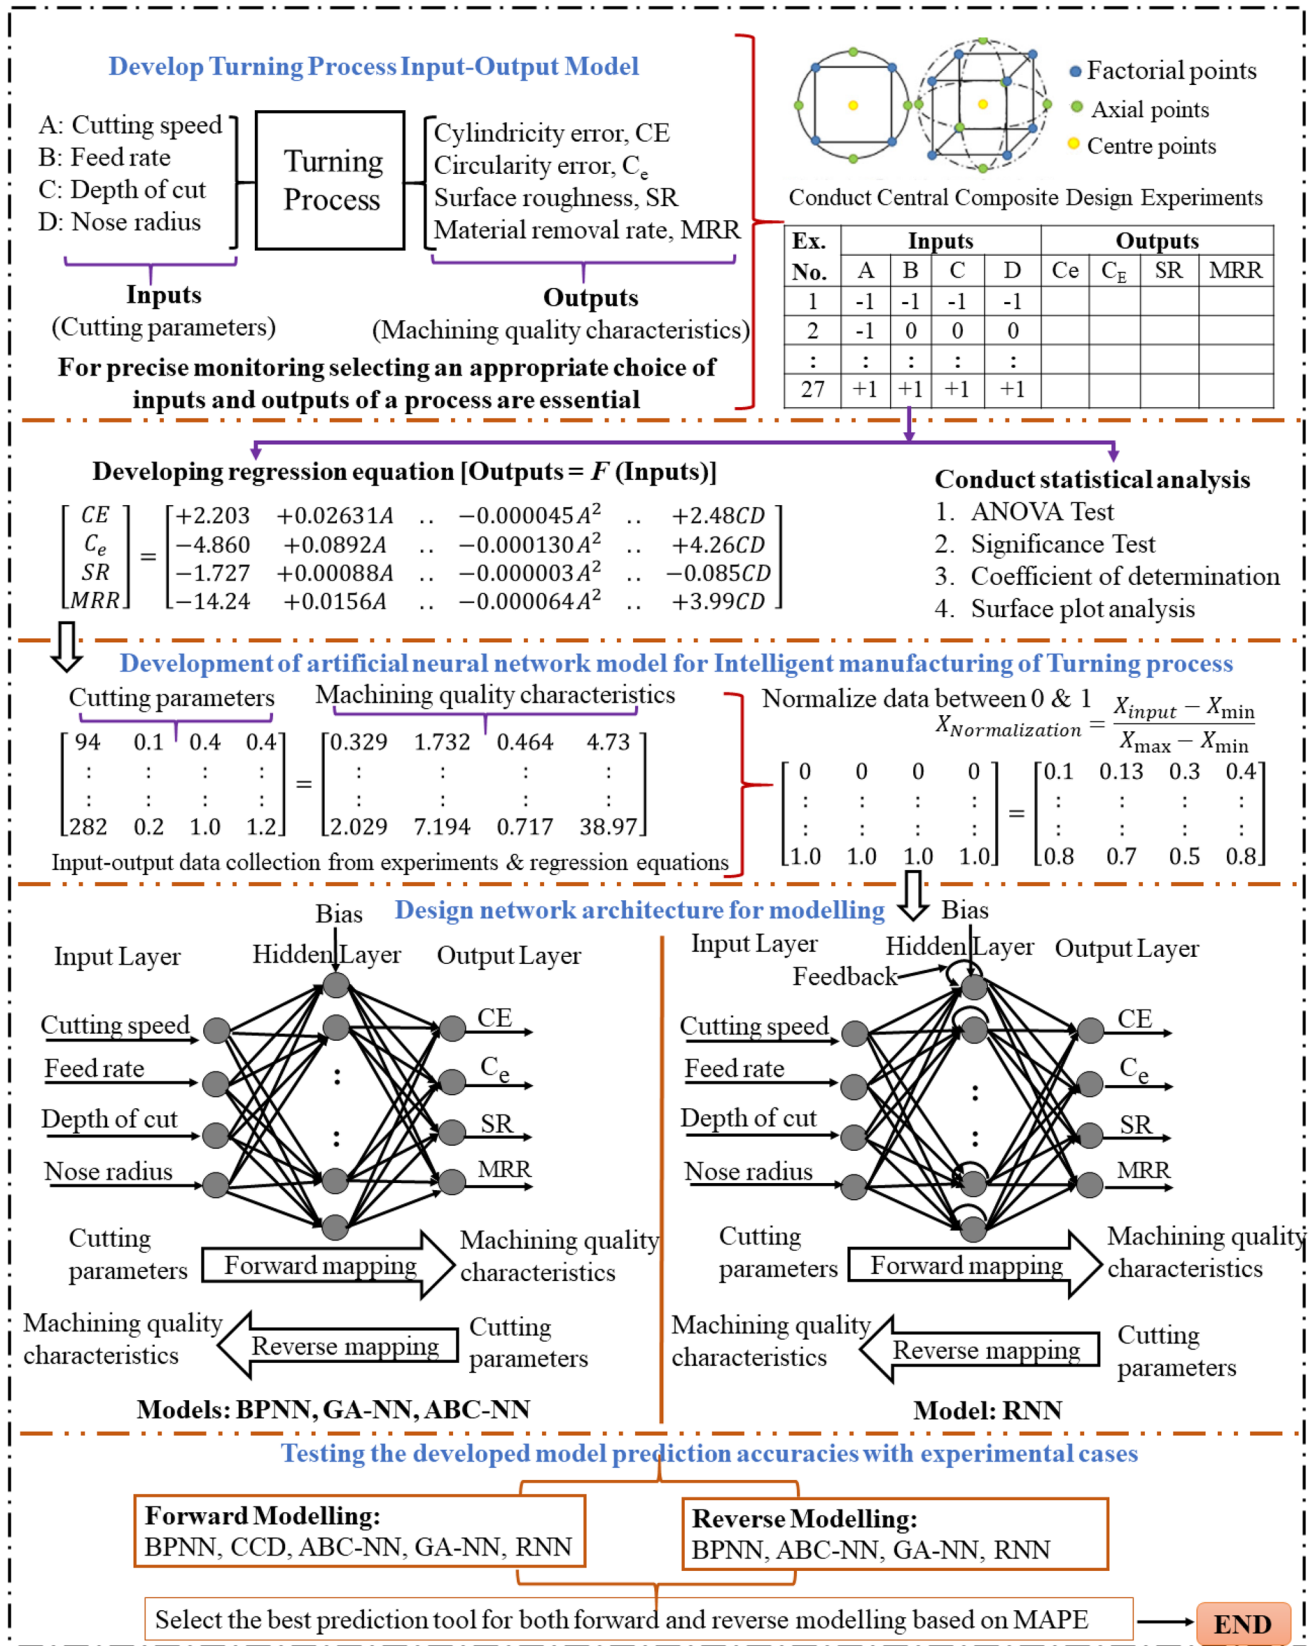 Develop Turning Process Input-Output Model
A: Cutting speed
B: Feed rate
C: Depth of cut
D: Nose radius
Turning
Process
Cylindricity error, CE
Circularity error, Ce
Surface roughness, SR
Material removal rate, MRR
Inputs
(Cutting parameters)
Outputs
(Machining quality characteristics)
For precise monitoring selecting an appropriate choice of
inputs and outputs of a process are essential
Factorial points
Axial points
Centre points
Conduct Central Composite Design Experiments
Ex. No. Inputs Outputs
A B C D Ce CE SR MRR
1 -1 -1 -1 -1
2 -1 0 0 0
: : : : :
27 +1 +1 +1 +1
Developing regression equation [Outputs = F (Inputs)]
CE = +2.203 +0.02631A .. −0.000045A² .. +2.48CD
Ce −4.860 +0.0892A .. −0.000130A² .. +4.26CD
SR −1.727 +0.00088A .. −0.000003A² .. −0.085CD
MRR −14.24 +0.0156A .. −0.000064A² .. +3.99CD
Conduct statistical analysis
1. ANOVA Test
2. Significance Test
3. Coefficient of determination
4. Surface plot analysis
Development of artificial neural network model for Intelligent manufacturing of Turning process
Cutting parameters
Machining quality characteristics
94 0.1 0.4 0.4 = 0.329 1.732 0.464 4.73
: : : : : : : :
: : : : : : : :
282 0.2 1.0 1.2 2.029 7.194 0.717 38.97
Input-output data collection from experiments & regression equations
Normalize data between 0 & 1
XNormalization = Xinput − Xmin
Xmax − Xmin
0 0 0 0 = 0.1 0.13 0.3 0.4
: : : : : : : :
: : : : : : : :
1.0 1.0 1.0 1.0 0.8 0.7 0.5 0.8
Design network architecture for modelling
Bias
Input Layer
Hidden Layer
Output Layer
Cutting speed
Feed rate
Depth of cut
Nose radius
:
:
CE
Ce
SR
MRR
Cutting
parameters
Forward mapping
Machining quality
characteristics
Machining quality
characteristics
Reverse mapping
Cutting
parameters
Models: BPNN, GA-NN, ABC-NN
Bias
Input Layer
Hidden Layer
Output Layer
Feedback
Cutting speed
Feed rate
Depth of cut
Nose radius
:
:
CE
Ce
SR
MRR
Cutting
parameters
Forward mapping
Machining quality
characteristics
Machining quality
characteristics
Reverse mapping
Cutting
parameters
Model: RNN
Testing the developed model prediction accuracies with experimental cases
Forward Modelling:
BPNN, CCD, ABC-NN, GA-NN, RNN
Reverse Modelling:
BPNN, ABC-NN, GA-NN, RNN
Select the best prediction tool for both forward and reverse modelling based on MAPE
END